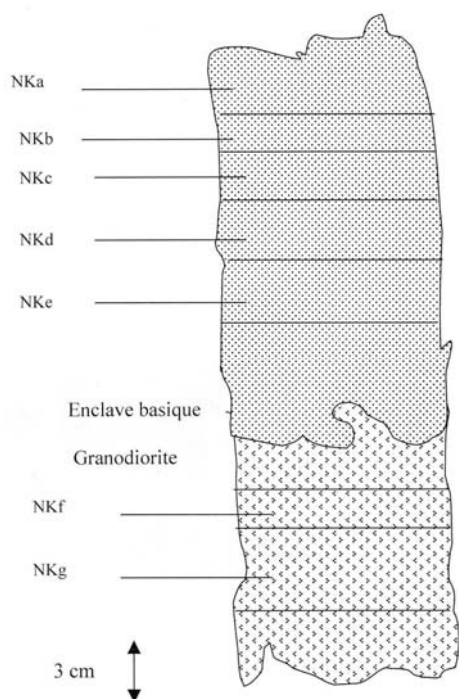 NKa
NKb
NKc
NKd
NKe
Enclave basique
Granodiorite
NKf
NKg
3 cm